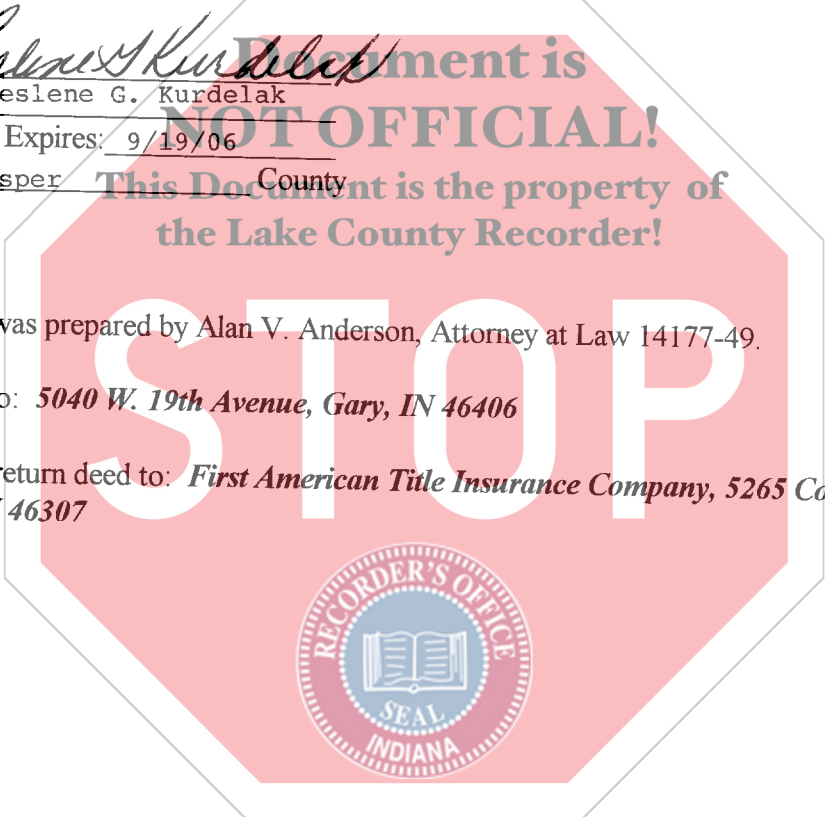 Document is
eslene G. Kurdelak
NOT OFFICIAL!
Expires: 9/19/06
sper County
This Document is the property of
the Lake County Recorder!
was prepared by Alan V. Anderson, Attorney at Law 14177-49.
o: 5040 W. 19th Avenue, Gary, IN 46406
STOP
eturn deed to: First American Title Insurance Company, 5265 Co
46307
RECORDER'S OFFICE
SEAL
INDIANA